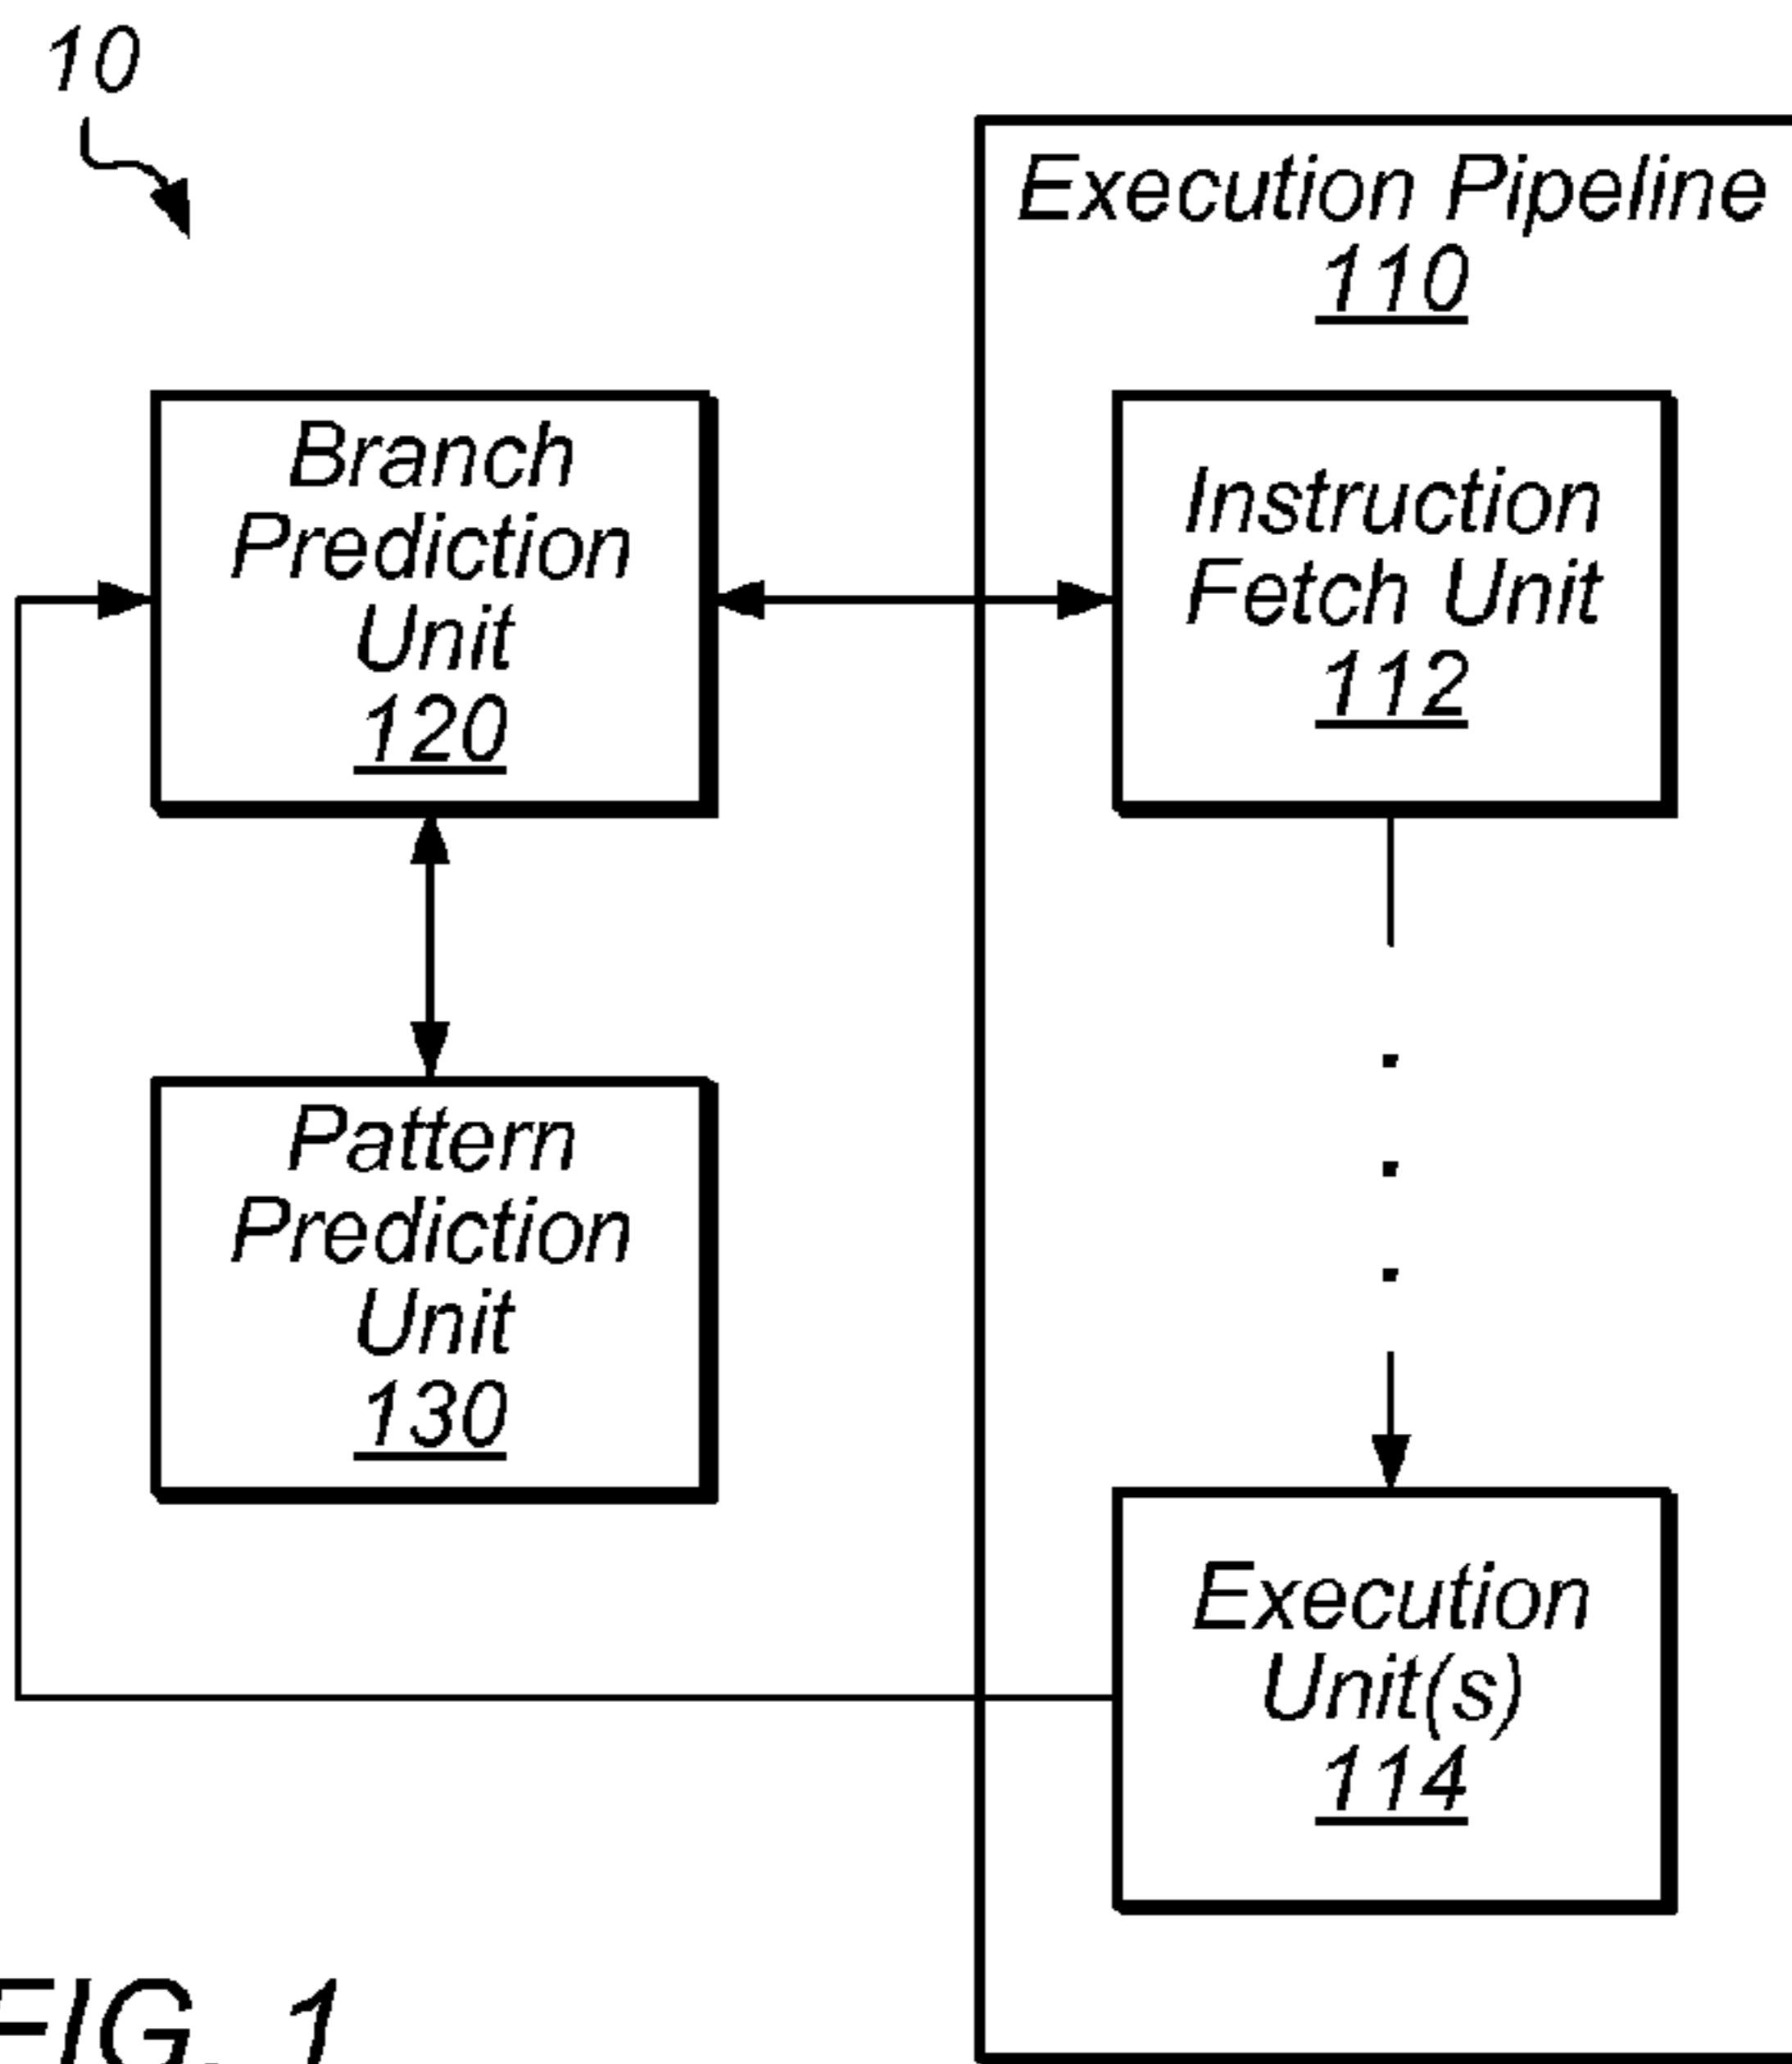 10
Execution Pipeline
110
Branch
Prediction
Unit
120
Instruction
Fetch Unit
112
Pattern
Prediction
Unit
130
Execution
Unit(s)
114
FIG. 1